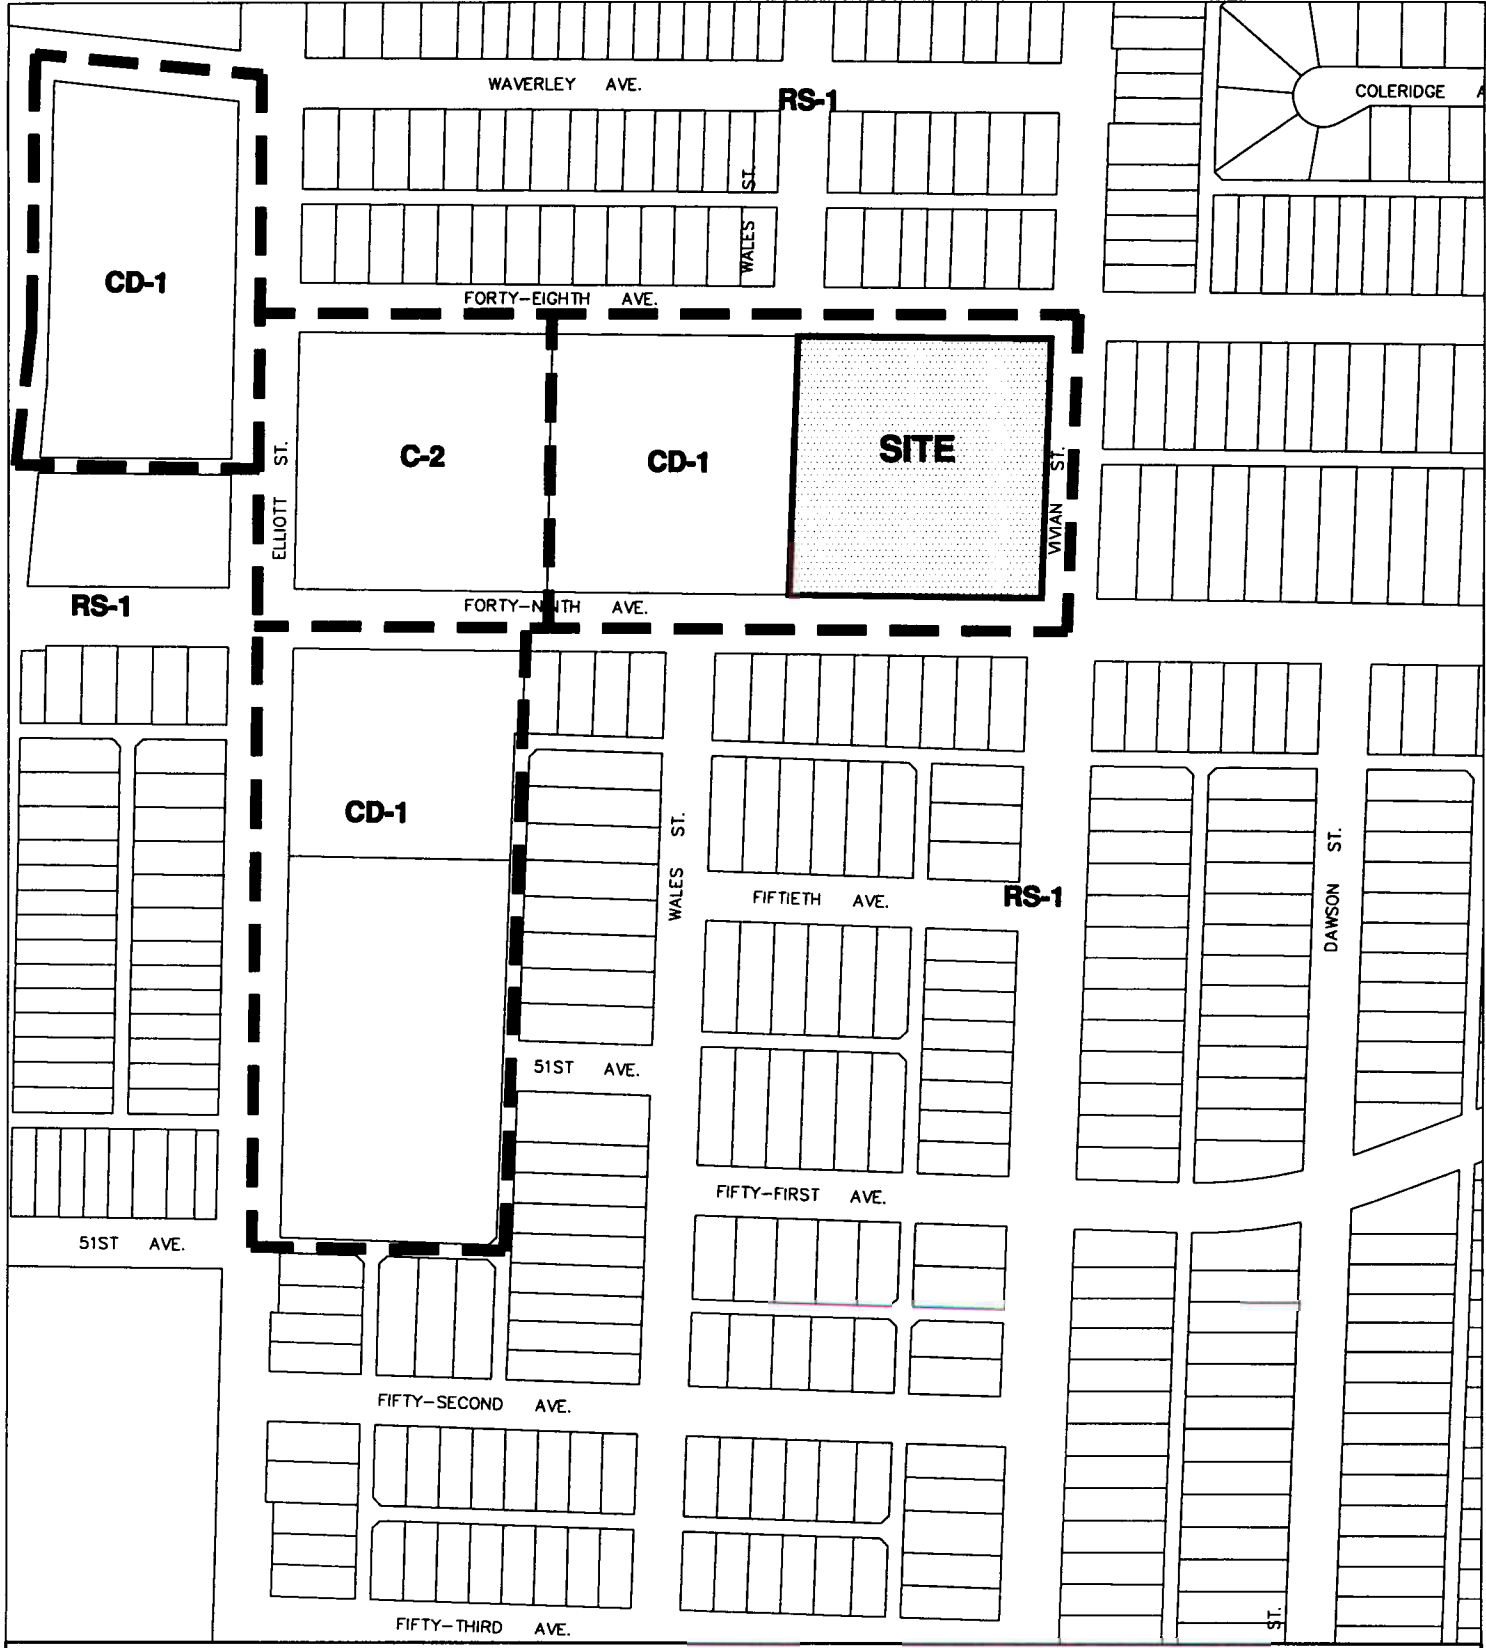 WAVERLEY AVE.
RS-1
COLERIDGE A
WALES ST.
CD-1
FORTY-EIGHTH AVE.
ELLIOTT ST.
C-2
CD-1
SITE
VIVIAN ST.
RS-1
FORTY-NINTH AVE.
CD-1
WALES ST.
FIFTIETH AVE.
RS-1
DAWSON ST.
51ST AVE.
FIFTY-FIRST AVE.
51ST AVE.
FIFTY-SECOND AVE.
FIFTY-THIRD AVE.
ST.